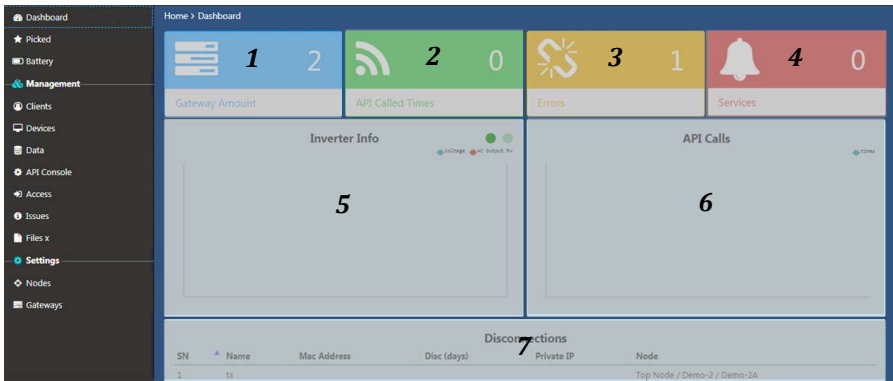 Dashboard
Picked
Battery
Management
Clients
Devices
Data
API Console
Access
Issues
Files x
Settings
Nodes
Gateways
Home > Dashboard
1 2
Gateway Amount
2 0
API Called Times
3 1
Errors
4 0
Services
Inverter Info
voltage AC Output Pw
5
API Calls
times
6
Disconnections
7
SN Name Mac Address Disc (days) Private IP Node
1 tx Top Node / Demo-2 / Demo-2A